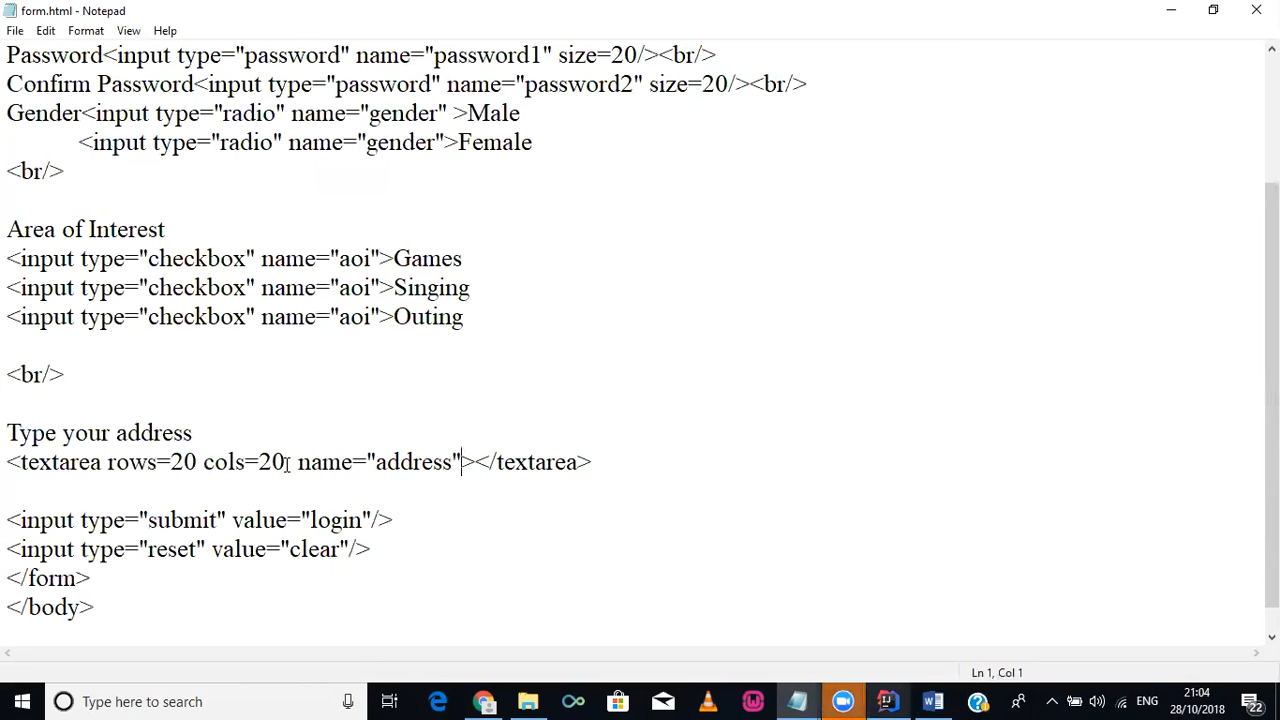 form.html - Notepad
File Edit Format View Help
Password<input type="password" name="password1" size=20/><br/>
Confirm Password<input type="password" name="password2" size=20/><br/>
Gender<input type="radio" name="gender" >Male
<input type="radio" name="gender">Female
<br/>
Area of Interest
<input type="checkbox" name="aoi">Games
<input type="checkbox" name="aoi">Singing
<input type="checkbox" name="aoi">Outing
<br/>
Type your address
<textarea rows=20 cols=20 name="address"></textarea>
<input type="submit" value="login"/>
<input type="reset" value="clear"/>
</form>
</body>
Ln 1, Col 1
Type here to search
ENG
21:04
28/10/2018
22